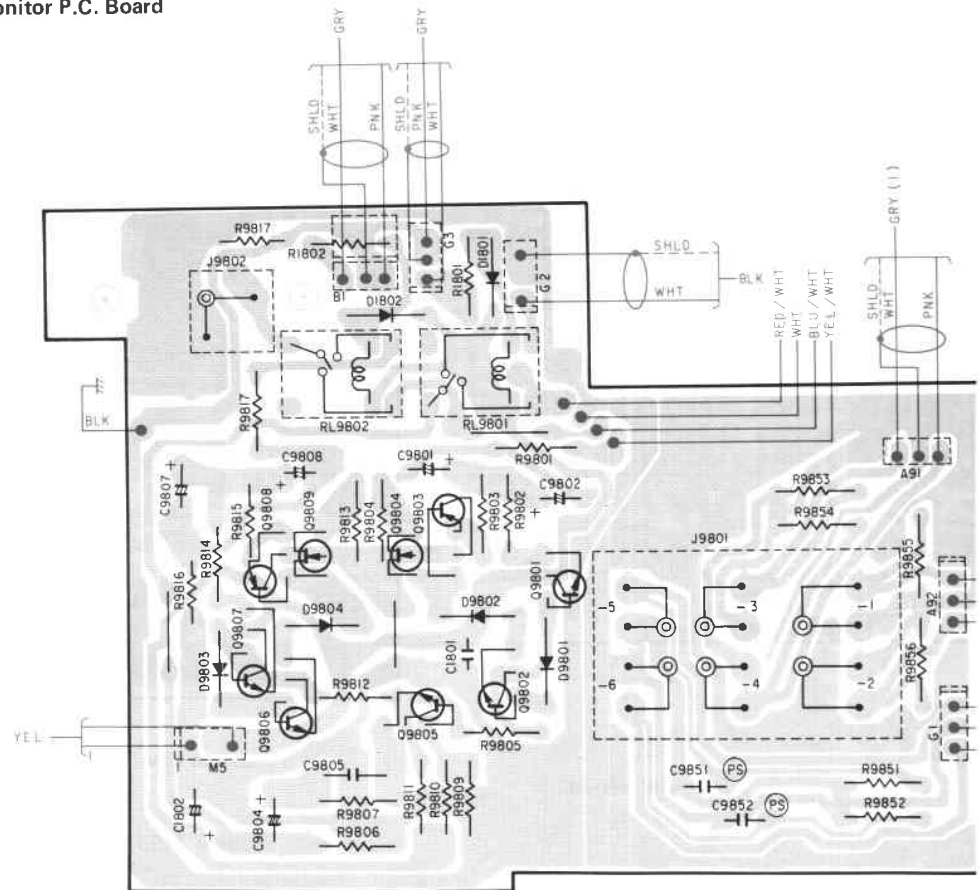 onitor P.C. Board
GRY
GRY
SHLD
WHT
PNK
SHLD
PNK
WHT
GRY (1)
SHLD
WHT
PNK
R9817
R1802
J9802
B1
G3
R1801
D1801
G2
SHLD
WHT
BLK
RED/WHT
WHT
BLU/WHT
YEL/WHT
D1802
BLK
R9817
RL9802
RL9801
R9801
A91
C9807
+
C9808
+
C9801
+
C9802
+
R9853
R9854
R9815
Q9808
Q9809
R9813
R9804
Q9804
Q9803
R9803
R9802
J9801
R9816
R9814
Q9801
R9855
A92
-5
-3
-1
D9804
D9802
Q9807
D9803
C1801
D9801
R9856
-6
-4
-2
Q9806
R9812
Q9805
Q9802
R9805
G1
YEL
1
1
M5
C9805
C9851
PS
R9851
C1802
+
C9804
+
R9807
R9806
R9811
R9810
R9809
C9852
PS
R9852